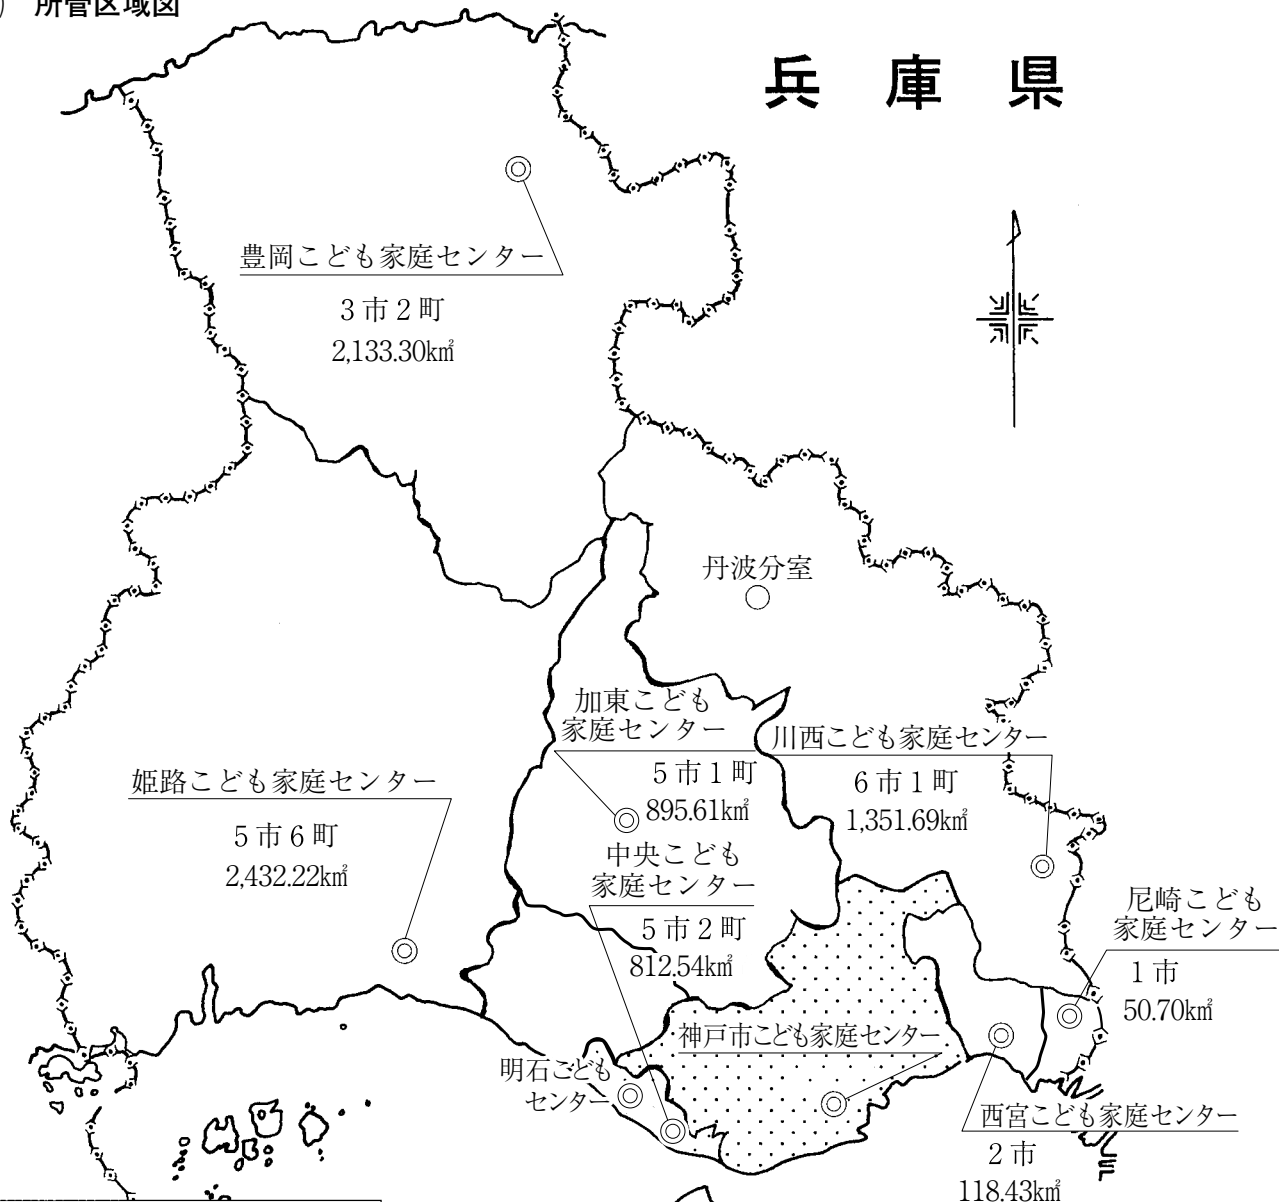 ) 所管区域図
兵庫県
豊岡こども家庭センター
3市2町
2,133.30k㎡
丹波分室
加東こども
家庭センター
5市1町
895.61k㎡
川西こども家庭センター
6市1町
1,351.69k㎡
姫路こども家庭センター
5市6町
2,432.22k㎡
中央こども
家庭センター
5市2町
812.54k㎡
尼崎こども
家庭センター
1市
50.70k㎡
神戸市こども家庭センター
明石こども
センター
西宮こども家庭センター
2市
118.43k㎡